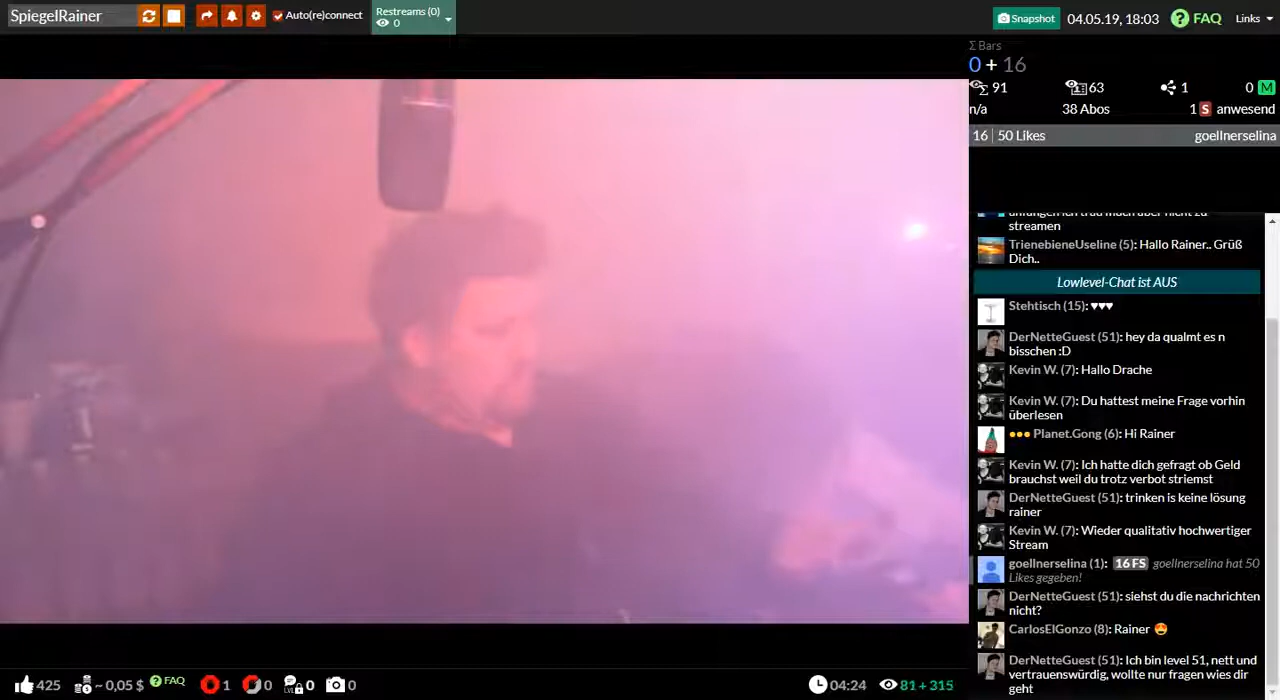 SpiegelRainer
Auto(re)connect
Restreams (0)
0
Snapshot
04.05.19, 18:03
FAQ
Links
Σ Bars
0 + 16
91
63
1
0 M
n/a
38 Abos
1 S anwesend
16 | 50 Likes
goellnerselina
streamen
TrienebieneUseline (5): Hallo Rainer.. Grüß
Dich..
Lowlevel-Chat ist AUS
Stehtisch (15): ♥♥♥
DerNetteGuest (51): hey da qualmt es n
bisschen :D
Kevin W. (7): Hallo Drache
Kevin W. (7): Du hattest meine Frage vorhin
überlesen
Planet.Gong (6): Hi Rainer
Kevin W. (7): Ich hatte dich gefragt ob Geld
brauchst weil du trotz verbot striemst
DerNetteGuest (51): trinken is keine lösung
rainer
Kevin W. (7): Wieder qualitativ hochwertiger
Stream
goellnerselina (1): 16 FS goellnerselina hat 50
Likes gegeben!
DerNetteGuest (51): siehst du die nachrichten
nicht?
CarlosElGonzo (8): Rainer 😍
DerNetteGuest (51): Ich bin level 51, nett und
vertrauenswürdig, wollte nur fragen wies dir
geht
425
~ 0,05 $
FAQ
1
0
LVL
0
0
04:24
81 + 315